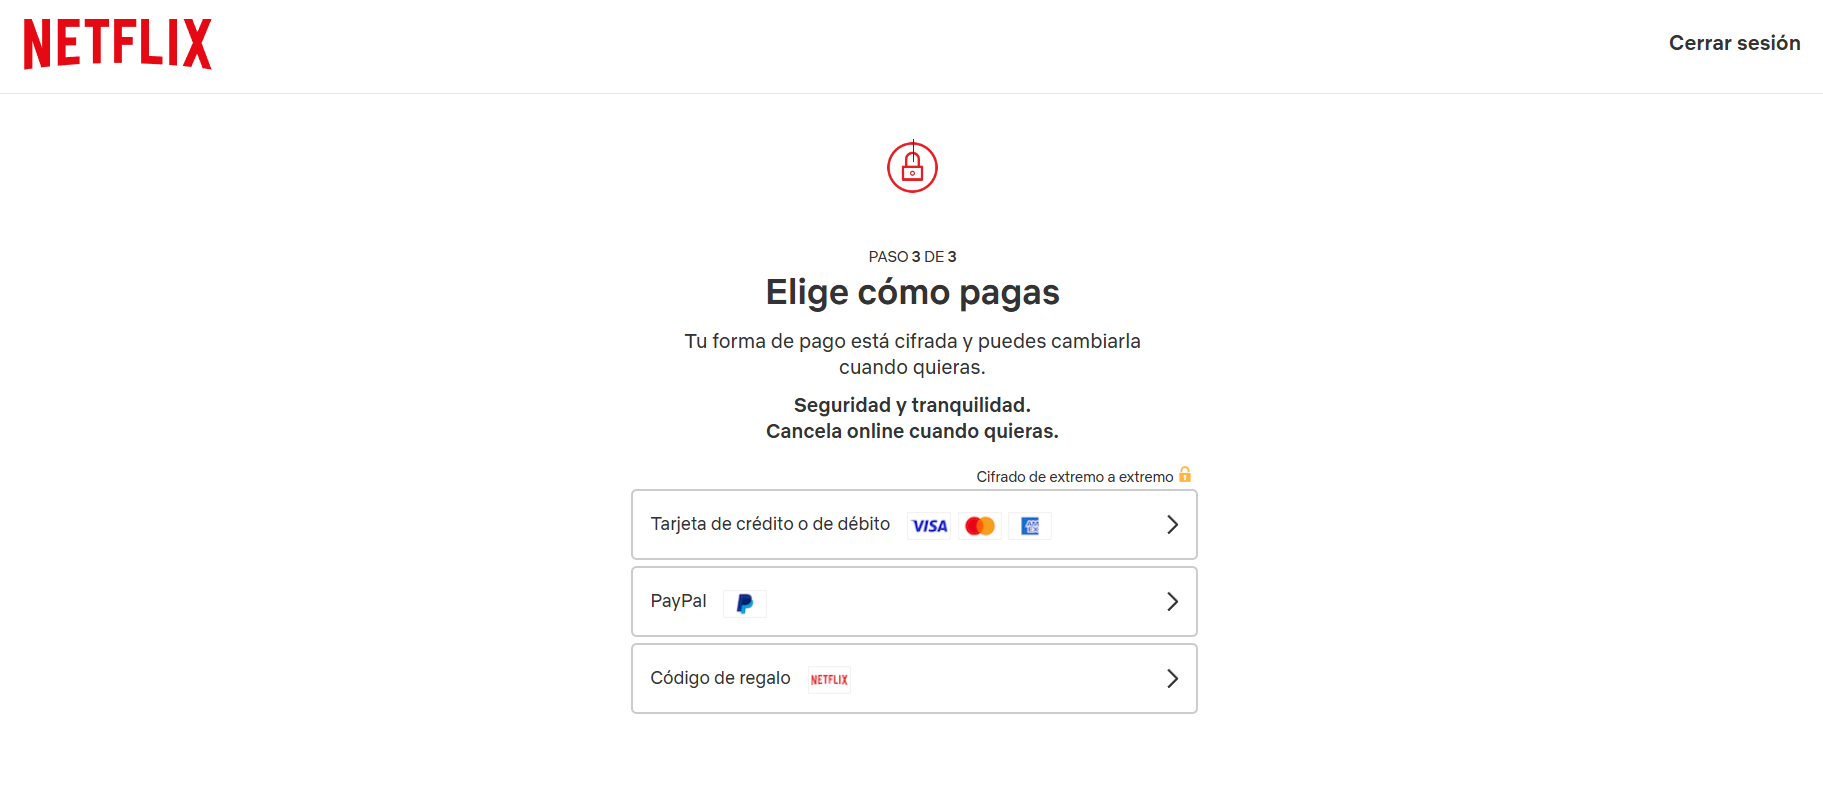 NETFLIX
Cerrar sesión
PASO 3 DE 3
Elige cómo pagas
Tu forma de pago está cifrada y puedes cambiarla
cuando quieras.
Seguridad y tranquilidad.
Cancela online cuando quieras.
Cifrado de extremo a extremo
Tarjeta de crédito o de débito VISA AMEX
PayPal
Código de regalo NETFLIX